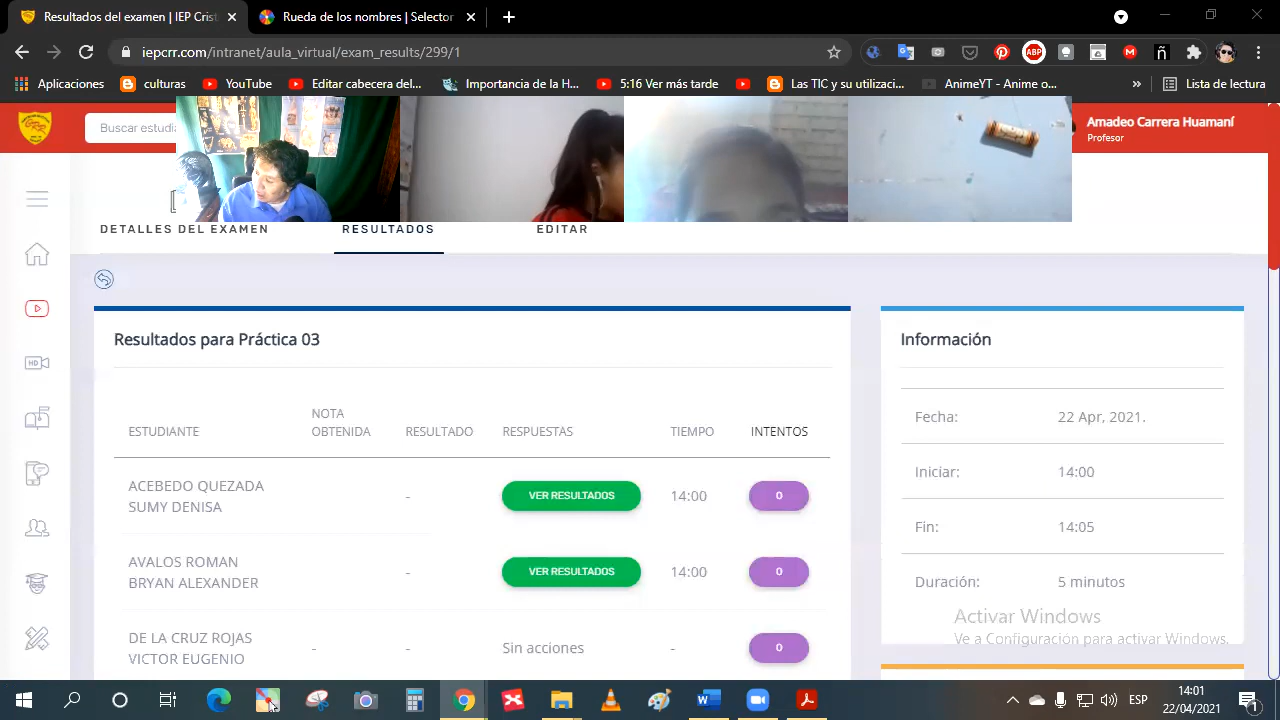 Resultados del examen | IEP Crist
Rueda de los nombres | Selector
iepcrr.com/intranet/aula_virtual/exam_results/299/1
ABP
ñ
Aplicaciones
culturas
YouTube
Editar cabecera del...
Importancia de la H...
5:16 Ver más tarde
Las TIC y su utilizaci...
AnimeYT - Anime o...
»
Lista de lectura
Buscar estudia
Amadeo Carrera Huamaní
Profesor
DETALLES DEL EXAMEN
RESULTADOS
EDITAR
HD
Resultados para Práctica 03
ESTUDIANTE
NOTA
OBTENIDA
RESULTADO
RESPUESTAS
TIEMPO
INTENTOS
ACEBEDO QUEZADA
SUMY DENISA
-
VER RESULTADOS
14:00
0
AVALOS ROMAN
BRYAN ALEXANDER
-
VER RESULTADOS
14:00
0
DE LA CRUZ ROJAS
VICTOR EUGENIO
-
-
Sin acciones
-
0
Información
Fecha: 22 Apr, 2021.
Iniciar: 14:00
Fin: 14:05
Duración: 5 minutos
Activar Windows
Ve a Configuración para activar Windows.
ESP
14:01
22/04/2021
1